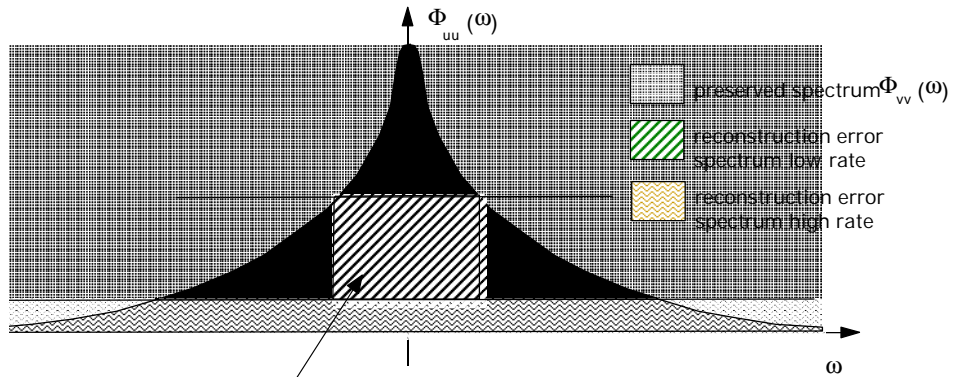 Φuu (ω)
preserved spectrum Φvv (ω)
reconstruction error
spectrum low rate
reconstruction error
spectrum high rate
ω